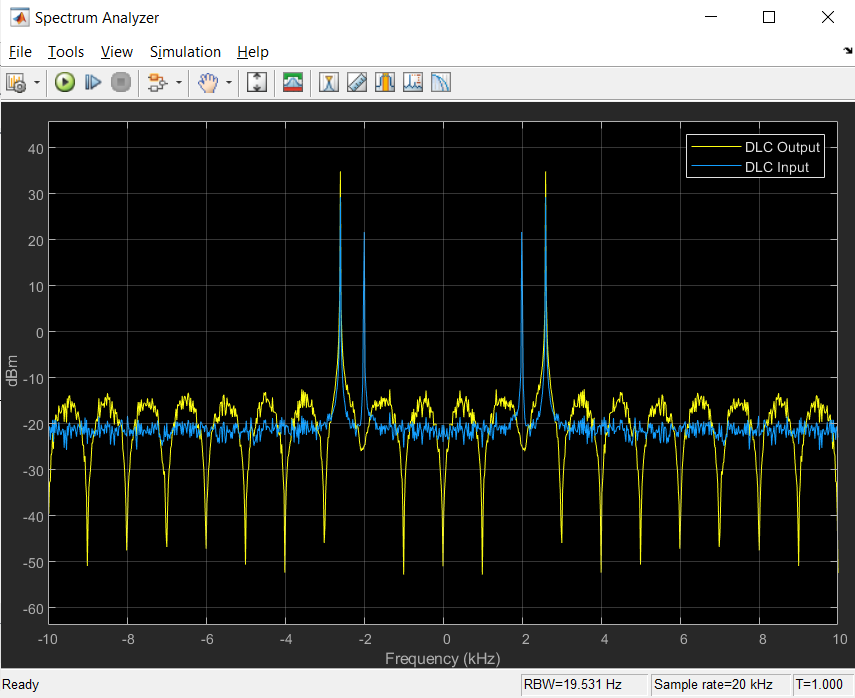 Spectrum Analyzer
File Tools View Simulation Help
DLC Output
DLC Input
40
30
20
10
0
-10
-20
-30
-40
-50
-60
dBm
-10 -8 -6 -4 -2 0 2 4 6 8 10
Frequency (kHz)
Ready RBW=19.531 Hz Sample rate=20 kHz T=1.000